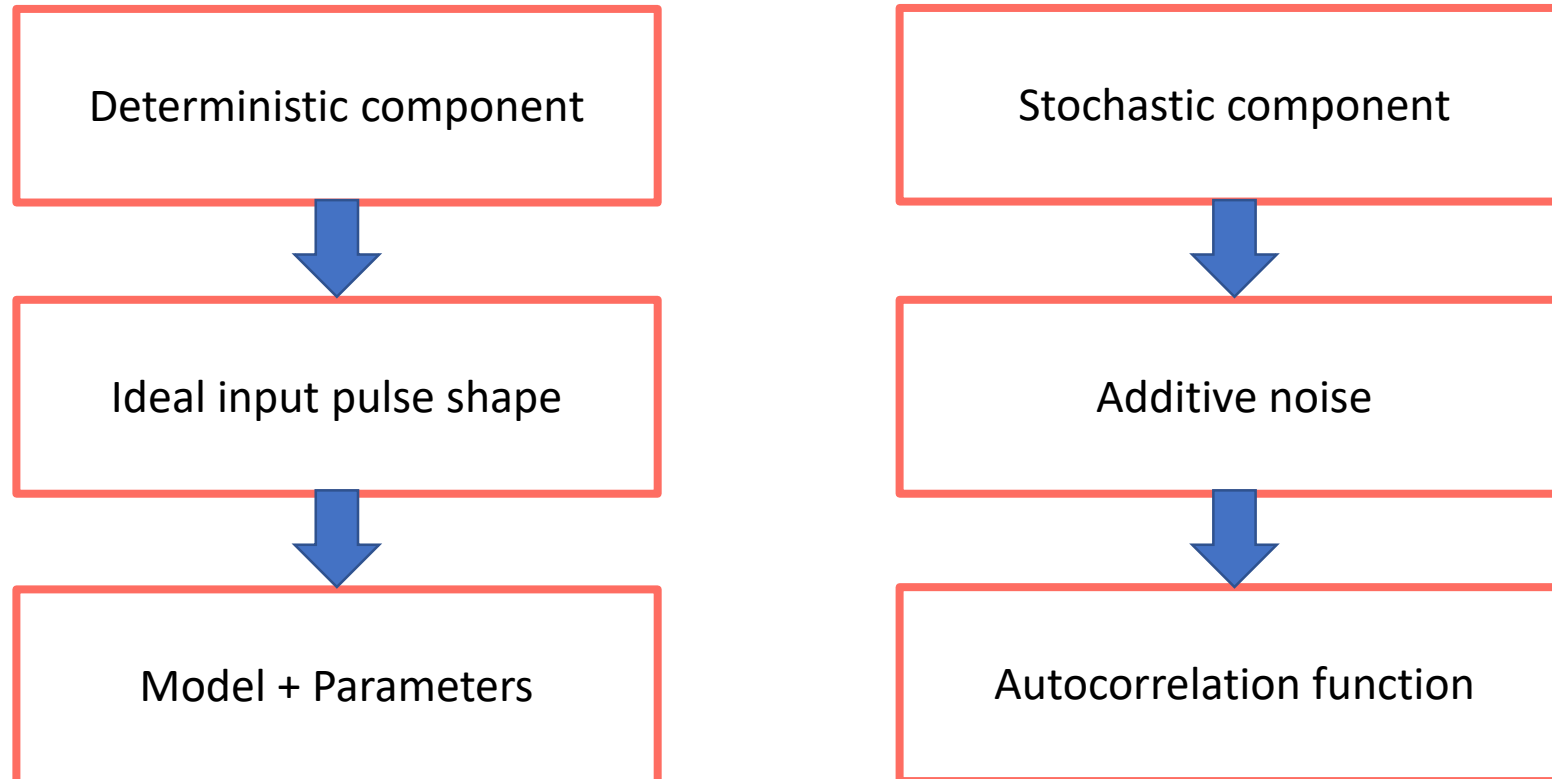 Deterministic component
Stochastic component
Ideal input pulse shape
Additive noise
Model + Parameters
Autocorrelation function